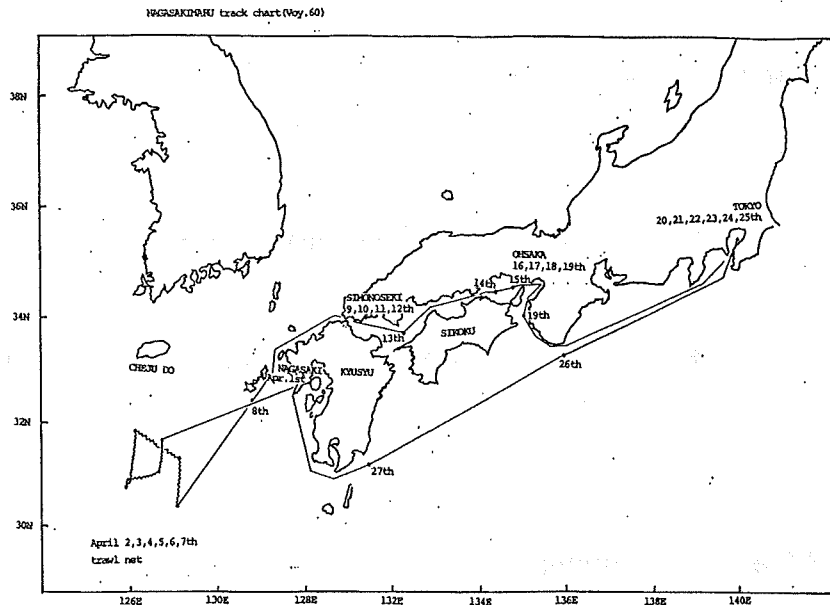 NAGASAKIMARU track chart(Voy.60)
38N
TOKYO
36N
20,21,22,23,24,25th
OHSAKA
16,17,18,19th
14th
15th
SIHONOSEKI
9,10,11,12th
34N
19th
13th
SIKOKU
CHEJU DO
NAGASAKI
Apr.1st
KYUSYU
26th
8th
32N
27th
30N
April 2,3,4,5,6,7th
trawl net
126E
130E
128E
132E
134E
136E
138E
140E